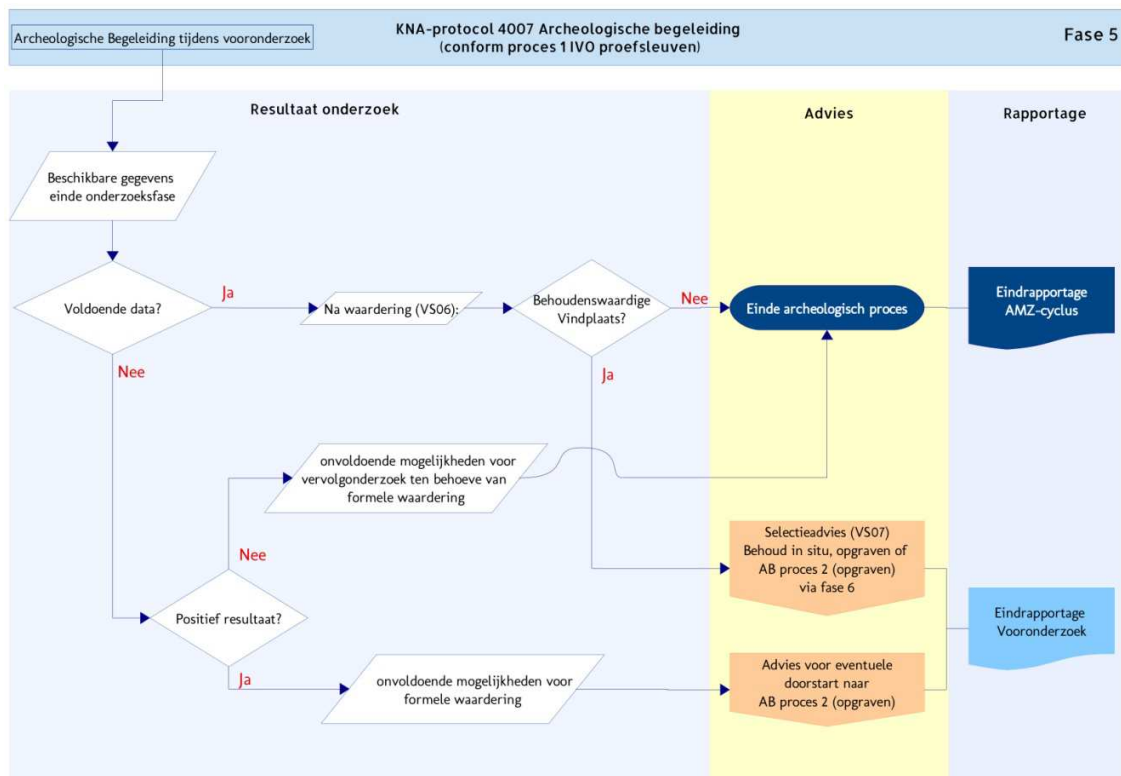 Archeologische Begeleiding tijdens vooronderzoek
KNA-protocol 4007 Archeologische begeleiding
(conform proces 1 IVO proefsleuven)
Fase 5
Resultaat onderzoek
Advies
Rapportage
Beschikbare gegevens
einde onderzoeksfase
Voldoende data?
Ja
Na waardering (VS06):
Behoudenswaardige
Vindplaats?
Nee
Einde archeologisch proces
Eindrapportage
AMZ-cyclus
Nee
Ja
onvoldoende mogelijkheden voor
vervolgonderzoek ten behoeve van
formele waardering
Nee
Selectieadvies (VS07)
Behoud in situ, opgraven of
AB proces 2 (opgraven)
via fase 6
Positief resultaat?
Eindrapportage
Vooronderzoek
Ja
onvoldoende mogelijkheden voor
formele waardering
Advies voor eventuele
doorstart naar
AB proces 2 (opgraven)